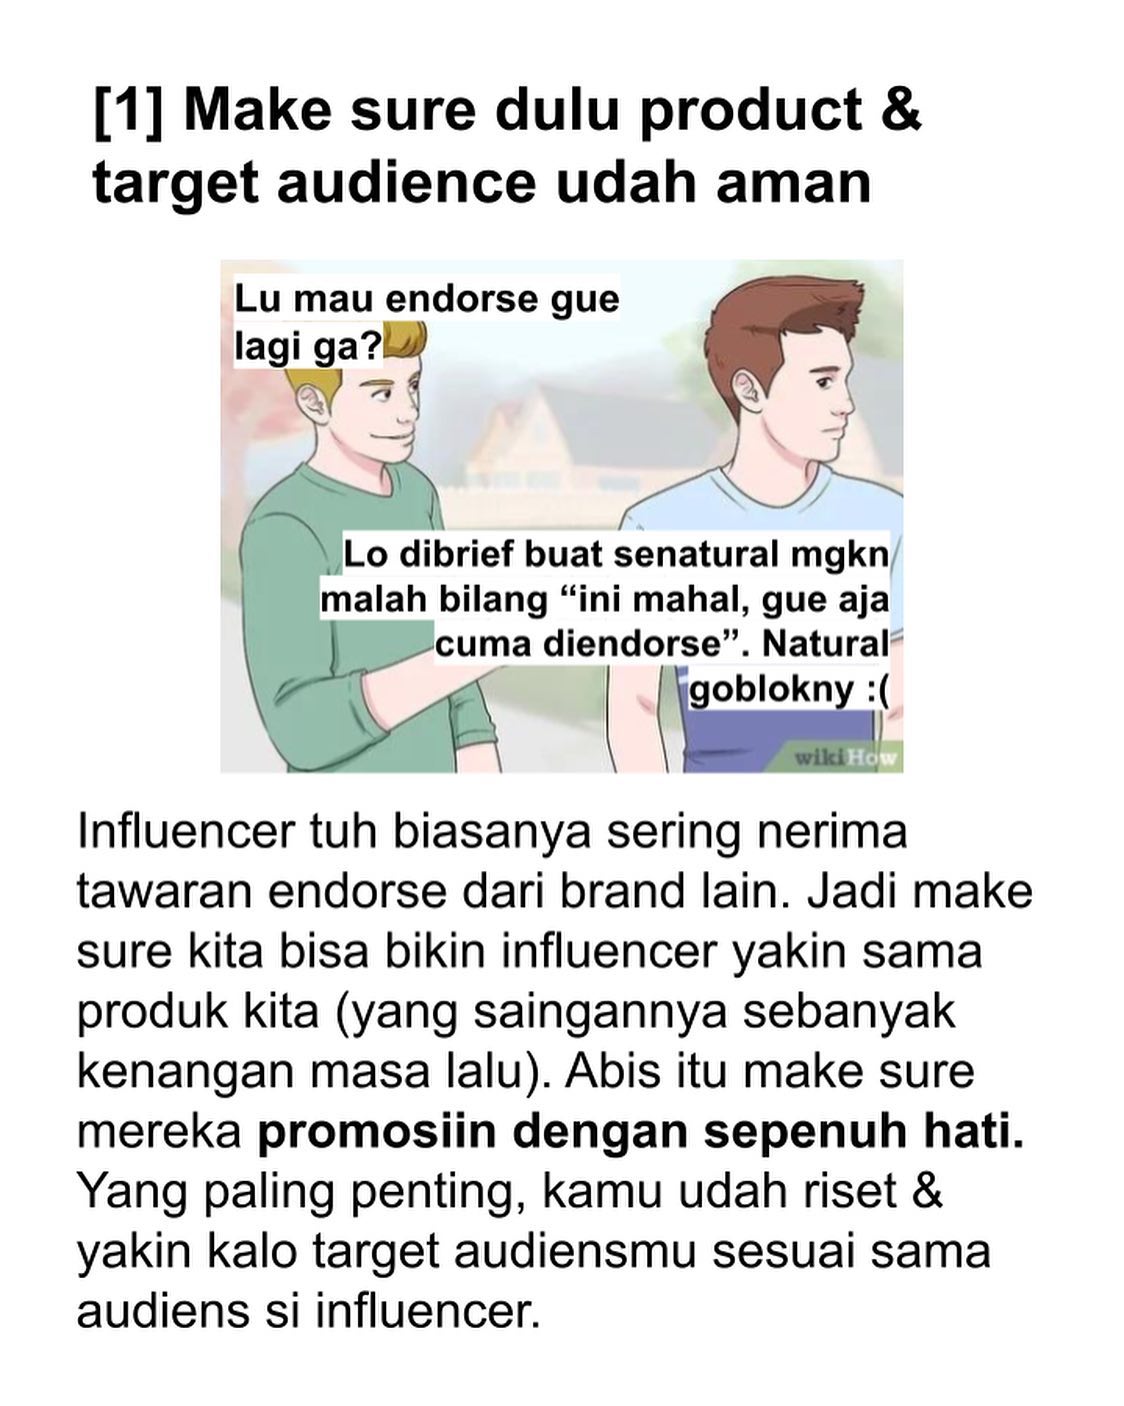 [1] Make sure dulu product &
target audience udah aman
Lu mau endorse gue
lagi ga?
Lo dibrief buat senatural mgkn
malah bilang “ini mahal, gue aja
cuma diendorse”. Natural
goblokny :(
wikiHow
Influencer tuh biasanya sering nerima
tawaran endorse dari brand lain. Jadi make
sure kita bisa bikin influencer yakin sama
produk kita (yang saingannya sebanyak
kenangan masa lalu). Abis itu make sure
mereka promosiin dengan sepenuh hati.
Yang paling penting, kamu udah riset &
yakin kalo target audiensmu sesuai sama
audiens si influencer.